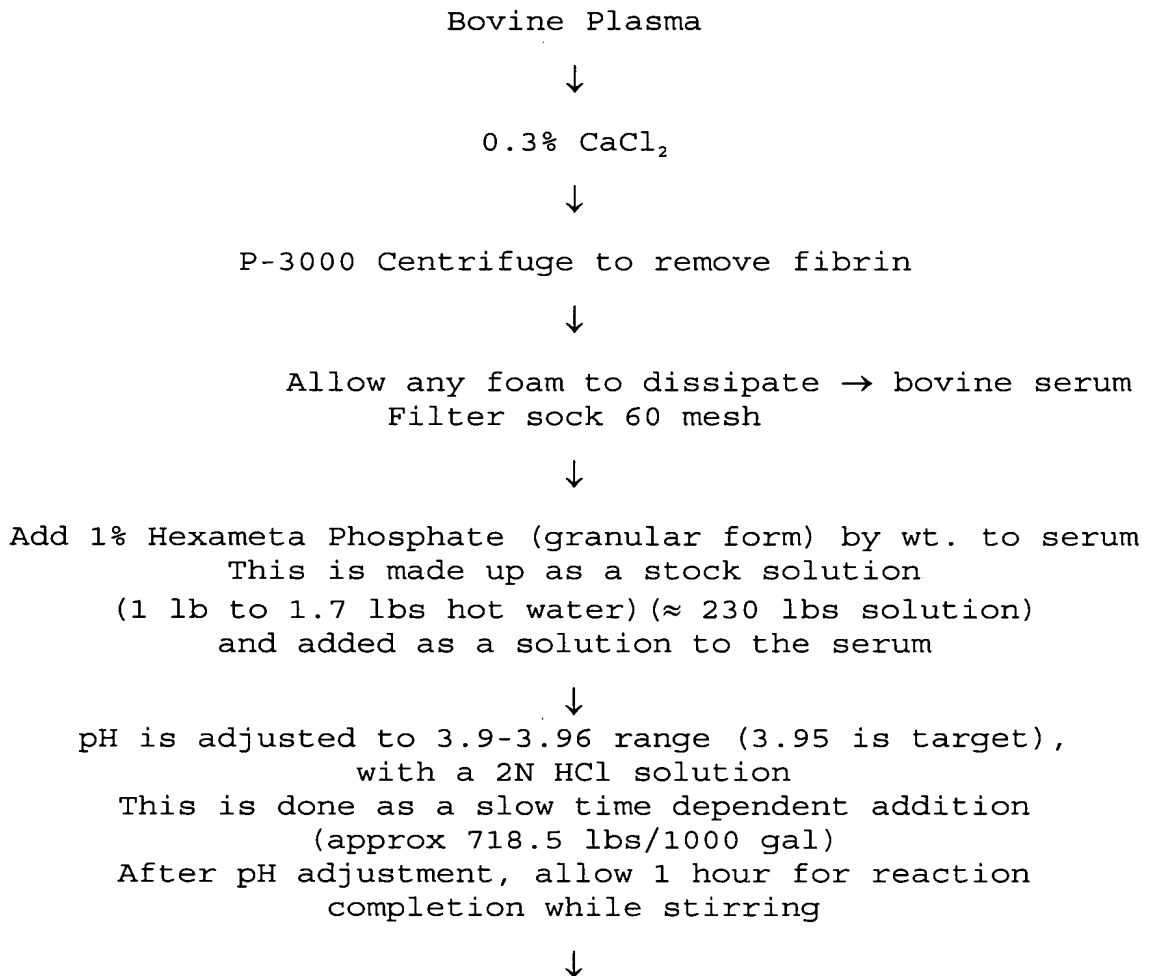 Bovine Plasma
↓
0.3% CaCl₂
↓
P-3000 Centrifuge to remove fibrin
↓
Allow any foam to dissipate → bovine serum
Filter sock 60 mesh
↓
Add 1% Hexameta Phosphate (granular form) by wt. to serum
This is made up as a stock solution
(1 lb to 1.7 lbs hot water) (≈ 230 lbs solution)
and added as a solution to the serum
↓
pH is adjusted to 3.9-3.96 range (3.95 is target),
with a 2N HCl solution
This is done as a slow time dependent addition
(approx 718.5 lbs/1000 gal)
After pH adjustment, allow 1 hour for reaction
completion while stirring
↓